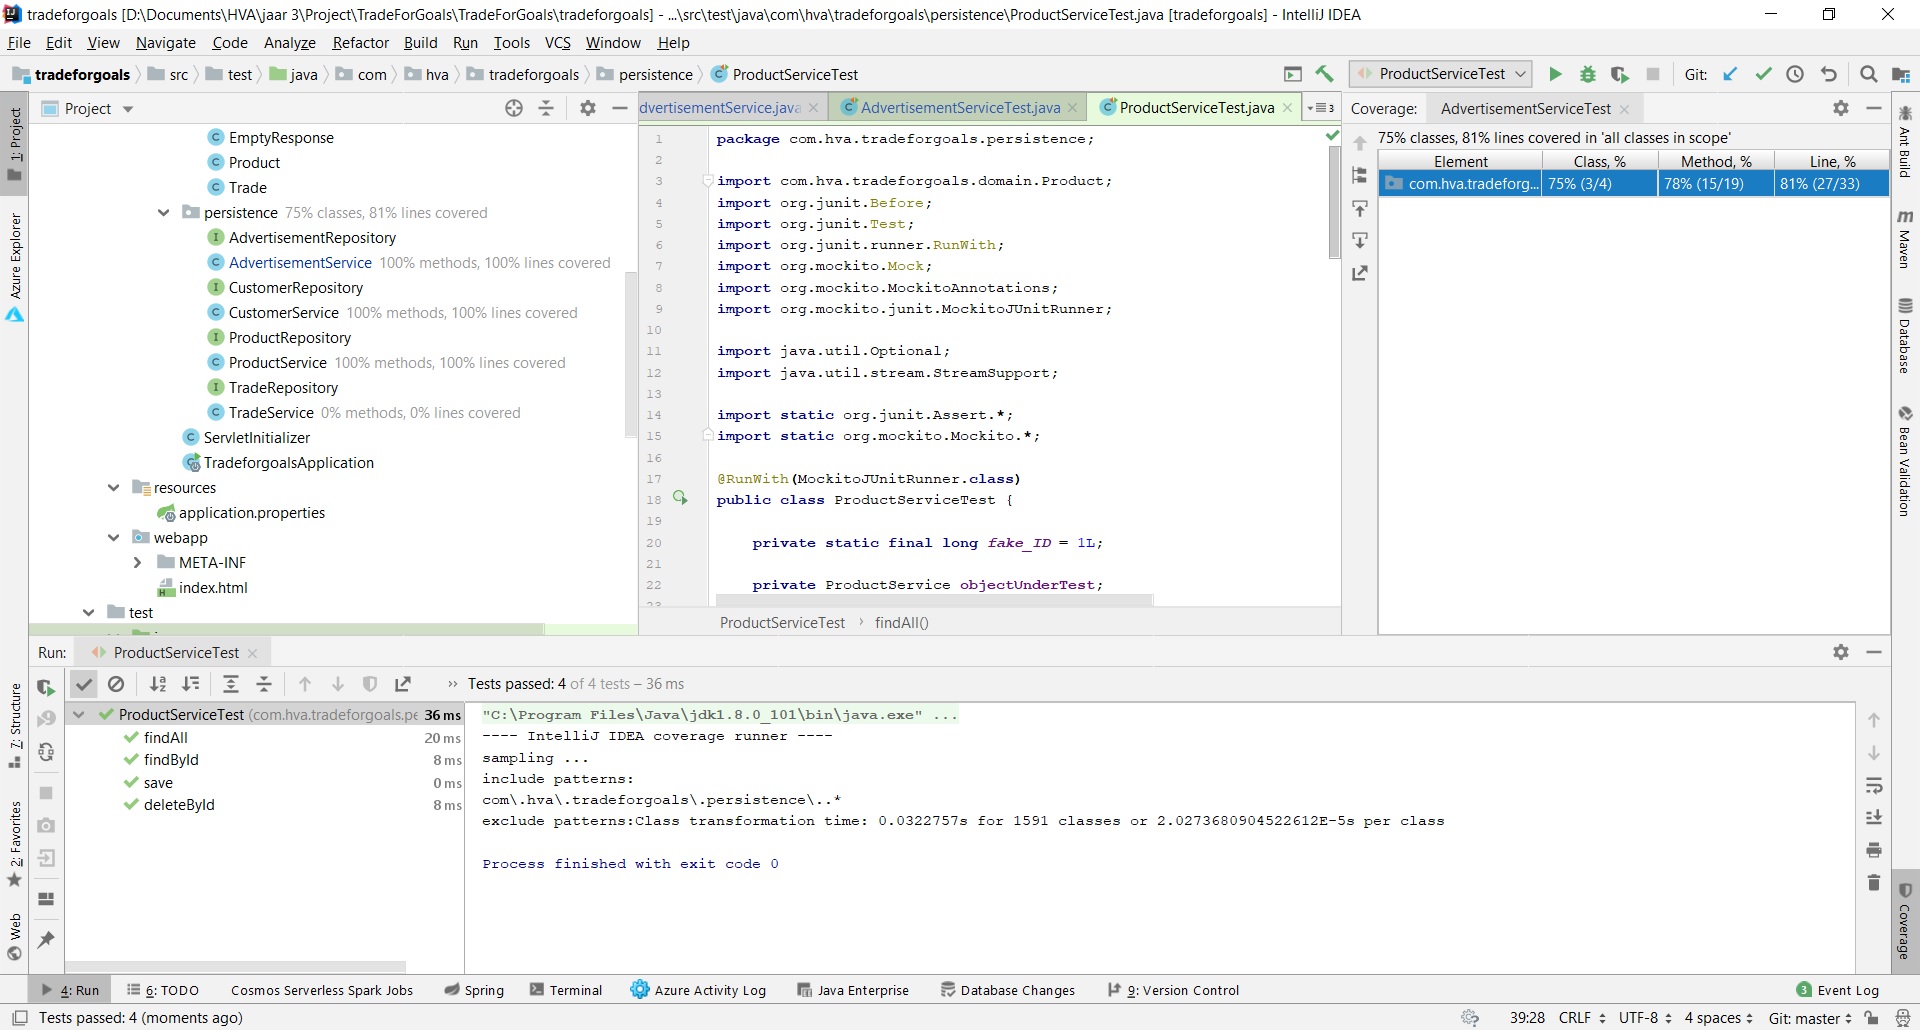 tradeforgoals [D:\Documents\HVA\jaar 3\Project\TradeForGoals\TradeForGoals\tradeforgoals] - ...\src\test\java\com\hva\tradeforgoals\persistence\ProductServiceTest.java [tradeforgoals] - IntelliJ IDEA
File Edit View Navigate Code Analyze Refactor Build Run Tools VCS Window Help
tradeforgoals src test java com hva tradeforgoals persistence ProductServiceTest
ProductServiceTest Git:
1: Project
Azure Explorer
Project
EmptyResponse
Product
Trade
persistence 75% classes, 81% lines covered
AdvertisementRepository
AdvertisementService 100% methods, 100% lines covered
CustomerRepository
CustomerService 100% methods, 100% lines covered
ProductRepository
ProductService 100% methods, 100% lines covered
TradeRepository
TradeService 0% methods, 0% lines covered
ServletInitializer
TradeforgoalsApplication
resources
application.properties
webapp
META-INF
index.html
test
dvertisementService.java AdvertisementServiceTest.java ProductServiceTest.java 3
1 package com.hva.tradeforgoals.persistence;
2
3 import com.hva.tradeforgoals.domain.Product;
4 import org.junit.Before;
5 import org.junit.Test;
6 import org.junit.runner.RunWith;
7 import org.mockito.Mock;
8 import org.mockito.MockitoAnnotations;
9 import org.mockito.junit.MockitoJUnitRunner;
10
11 import java.util.Optional;
12 import java.util.stream.StreamSupport;
13
14 import static org.junit.Assert.*;
15 import static org.mockito.Mockito.*;
16
17 @RunWith(MockitoJUnitRunner.class)
18 public class ProductServiceTest {
19
20 private static final long fake_ID = 1L;
21
22 private ProductService objectUnderTest;
23
ProductServiceTest › findAll()
Coverage: AdvertisementServiceTest
75% classes, 81% lines covered in 'all classes in scope'
Element Class, % Method, % Line, %
com.hva.tradeforg... 75% (3/4) 78% (15/19) 81% (27/33)
Ant Build
Maven
Database
Bean Validation
Coverage
Run: ProductServiceTest
7: Structure
2: Favorites
Web
» Tests passed: 4 of 4 tests – 36 ms
ProductServiceTest (com.hva.tradeforgoals.pe 36 ms
findAll 20 ms
findById 8 ms
save 0 ms
deleteById 8 ms
"C:\Program Files\Java\jdk1.8.0_101\bin\java.exe" ...
---- IntelliJ IDEA coverage runner ----
sampling ...
include patterns:
com\.hva\.tradeforgoals\.persistence\..*
exclude patterns:Class transformation time: 0.0322757s for 1591 classes or 2.0273680904522612E-5s per class
Process finished with exit code 0
4: Run 6: TODO Cosmos Serverless Spark Jobs Spring Terminal Azure Activity Log Java Enterprise Database Changes 9: Version Control 3 Event Log
Tests passed: 4 (moments ago) 39:28 CRLF UTF-8 4 spaces Git: master